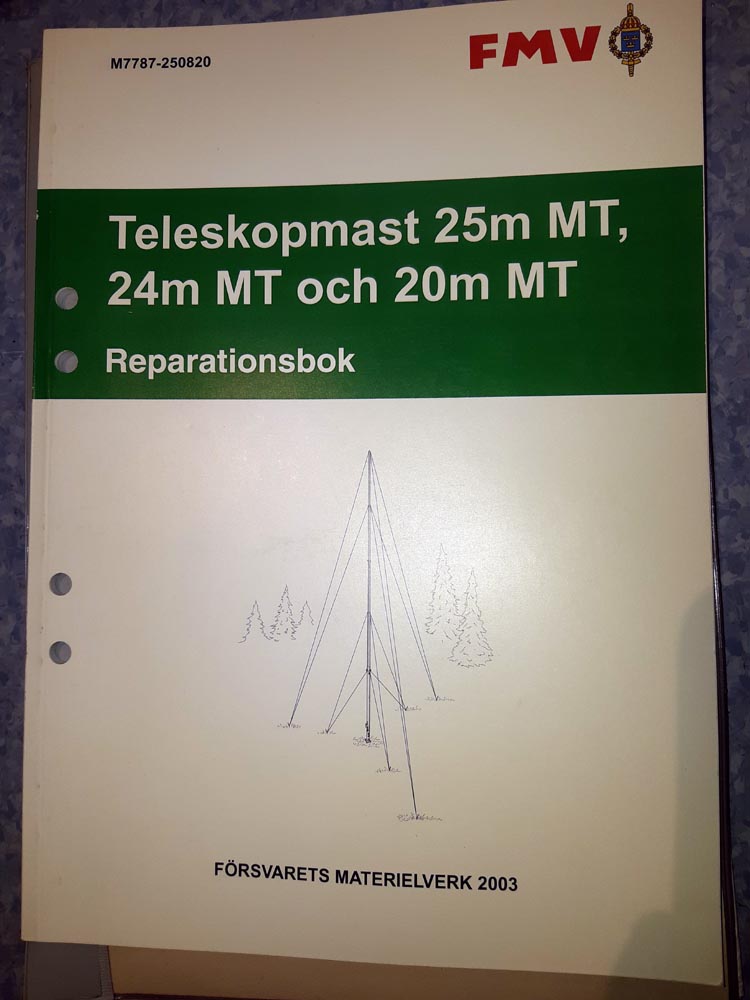 M7787-250820
FMV
Teleskopmast 25m MT,
24m MT och 20m MT
Reparationsbok
FÖRSVARETS MATERIELVERK 2003